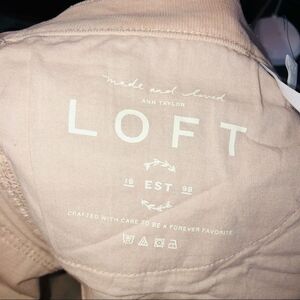 made and loved
ANN TAYLOR
LOFT
19 EST. 98
CRAFTED WITH CARE TO BE A FOREVER FAVORITE